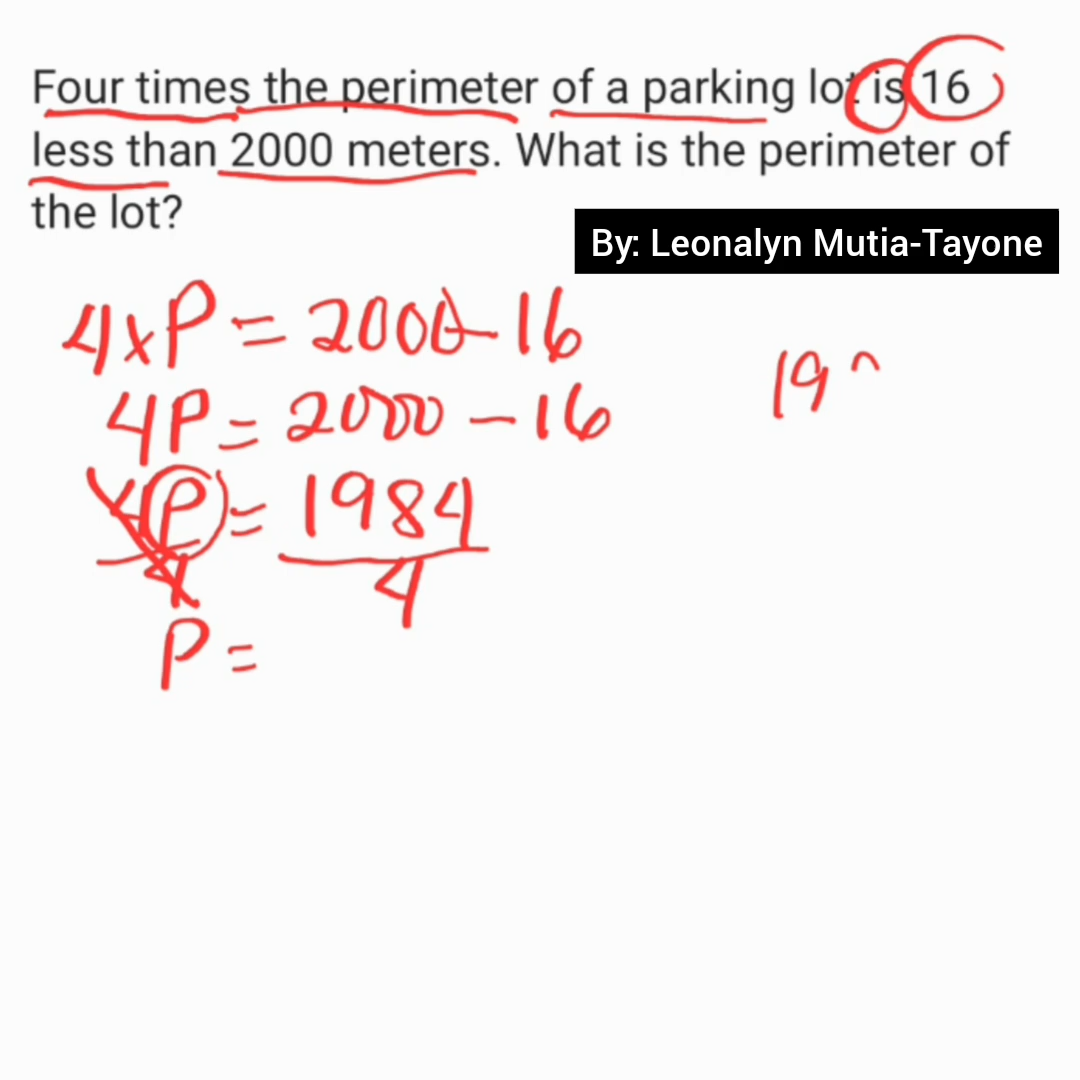 Four times the perimeter of a parking lot is 16
less than 2000 meters. What is the perimeter of
the lot?
By: Leonalyn Mutia-Tayone
4xP = 2000-16
4P = 2000 - 16
19
4P = 1984
4 4
P =